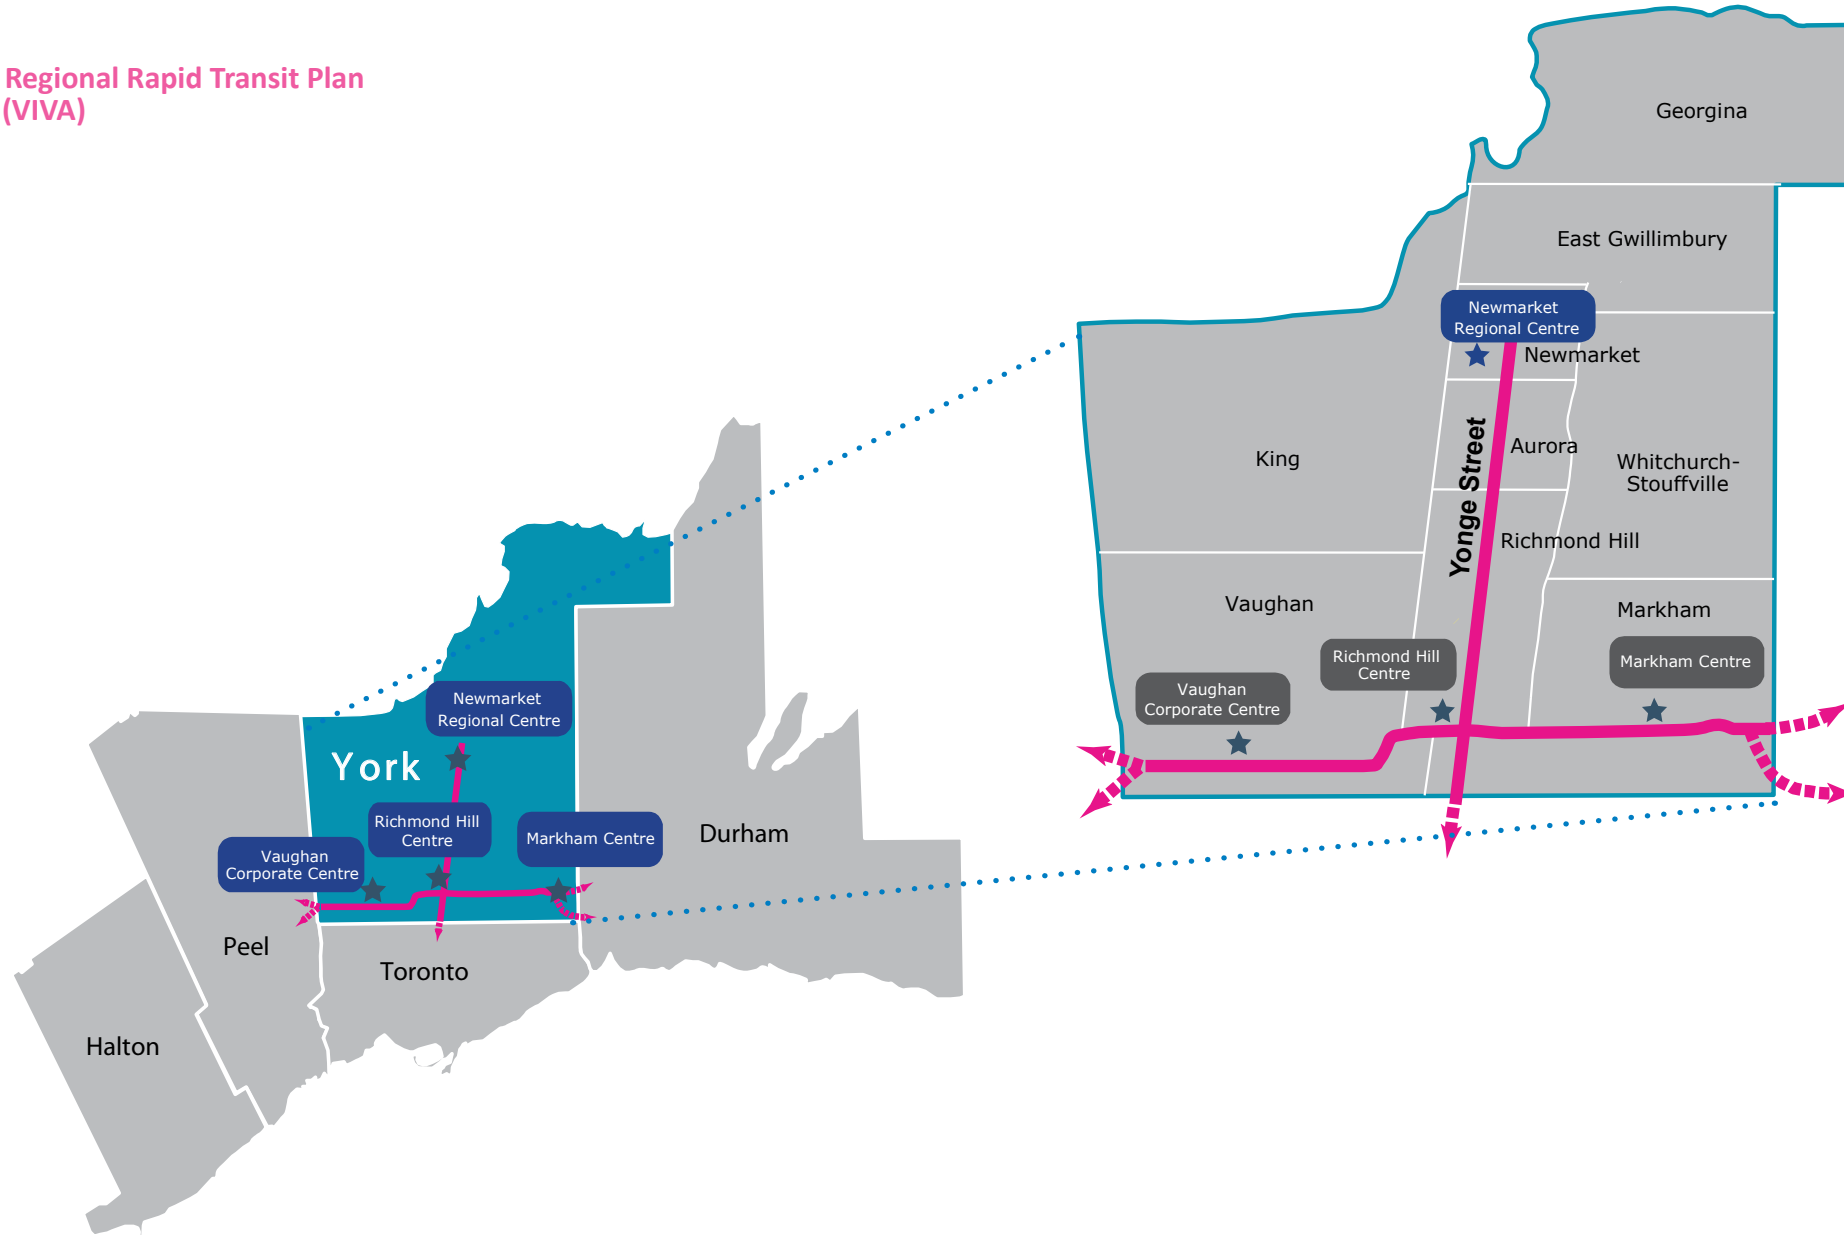 Regional Rapid Transit Plan
(VIVA)
Newmarket
Regional Centre
York
Richmond Hill
Centre
Markham Centre
Vaughan
Corporate Centre
Durham
Peel
Toronto
Halton
Georgina
East Gwillimbury
Newmarket
Regional Centre
Newmarket
King
Yonge Street
Aurora
Whitchurch-
Stouffville
Richmond Hill
Vaughan
Markham
Richmond Hill
Centre
Markham Centre
Vaughan
Corporate Centre